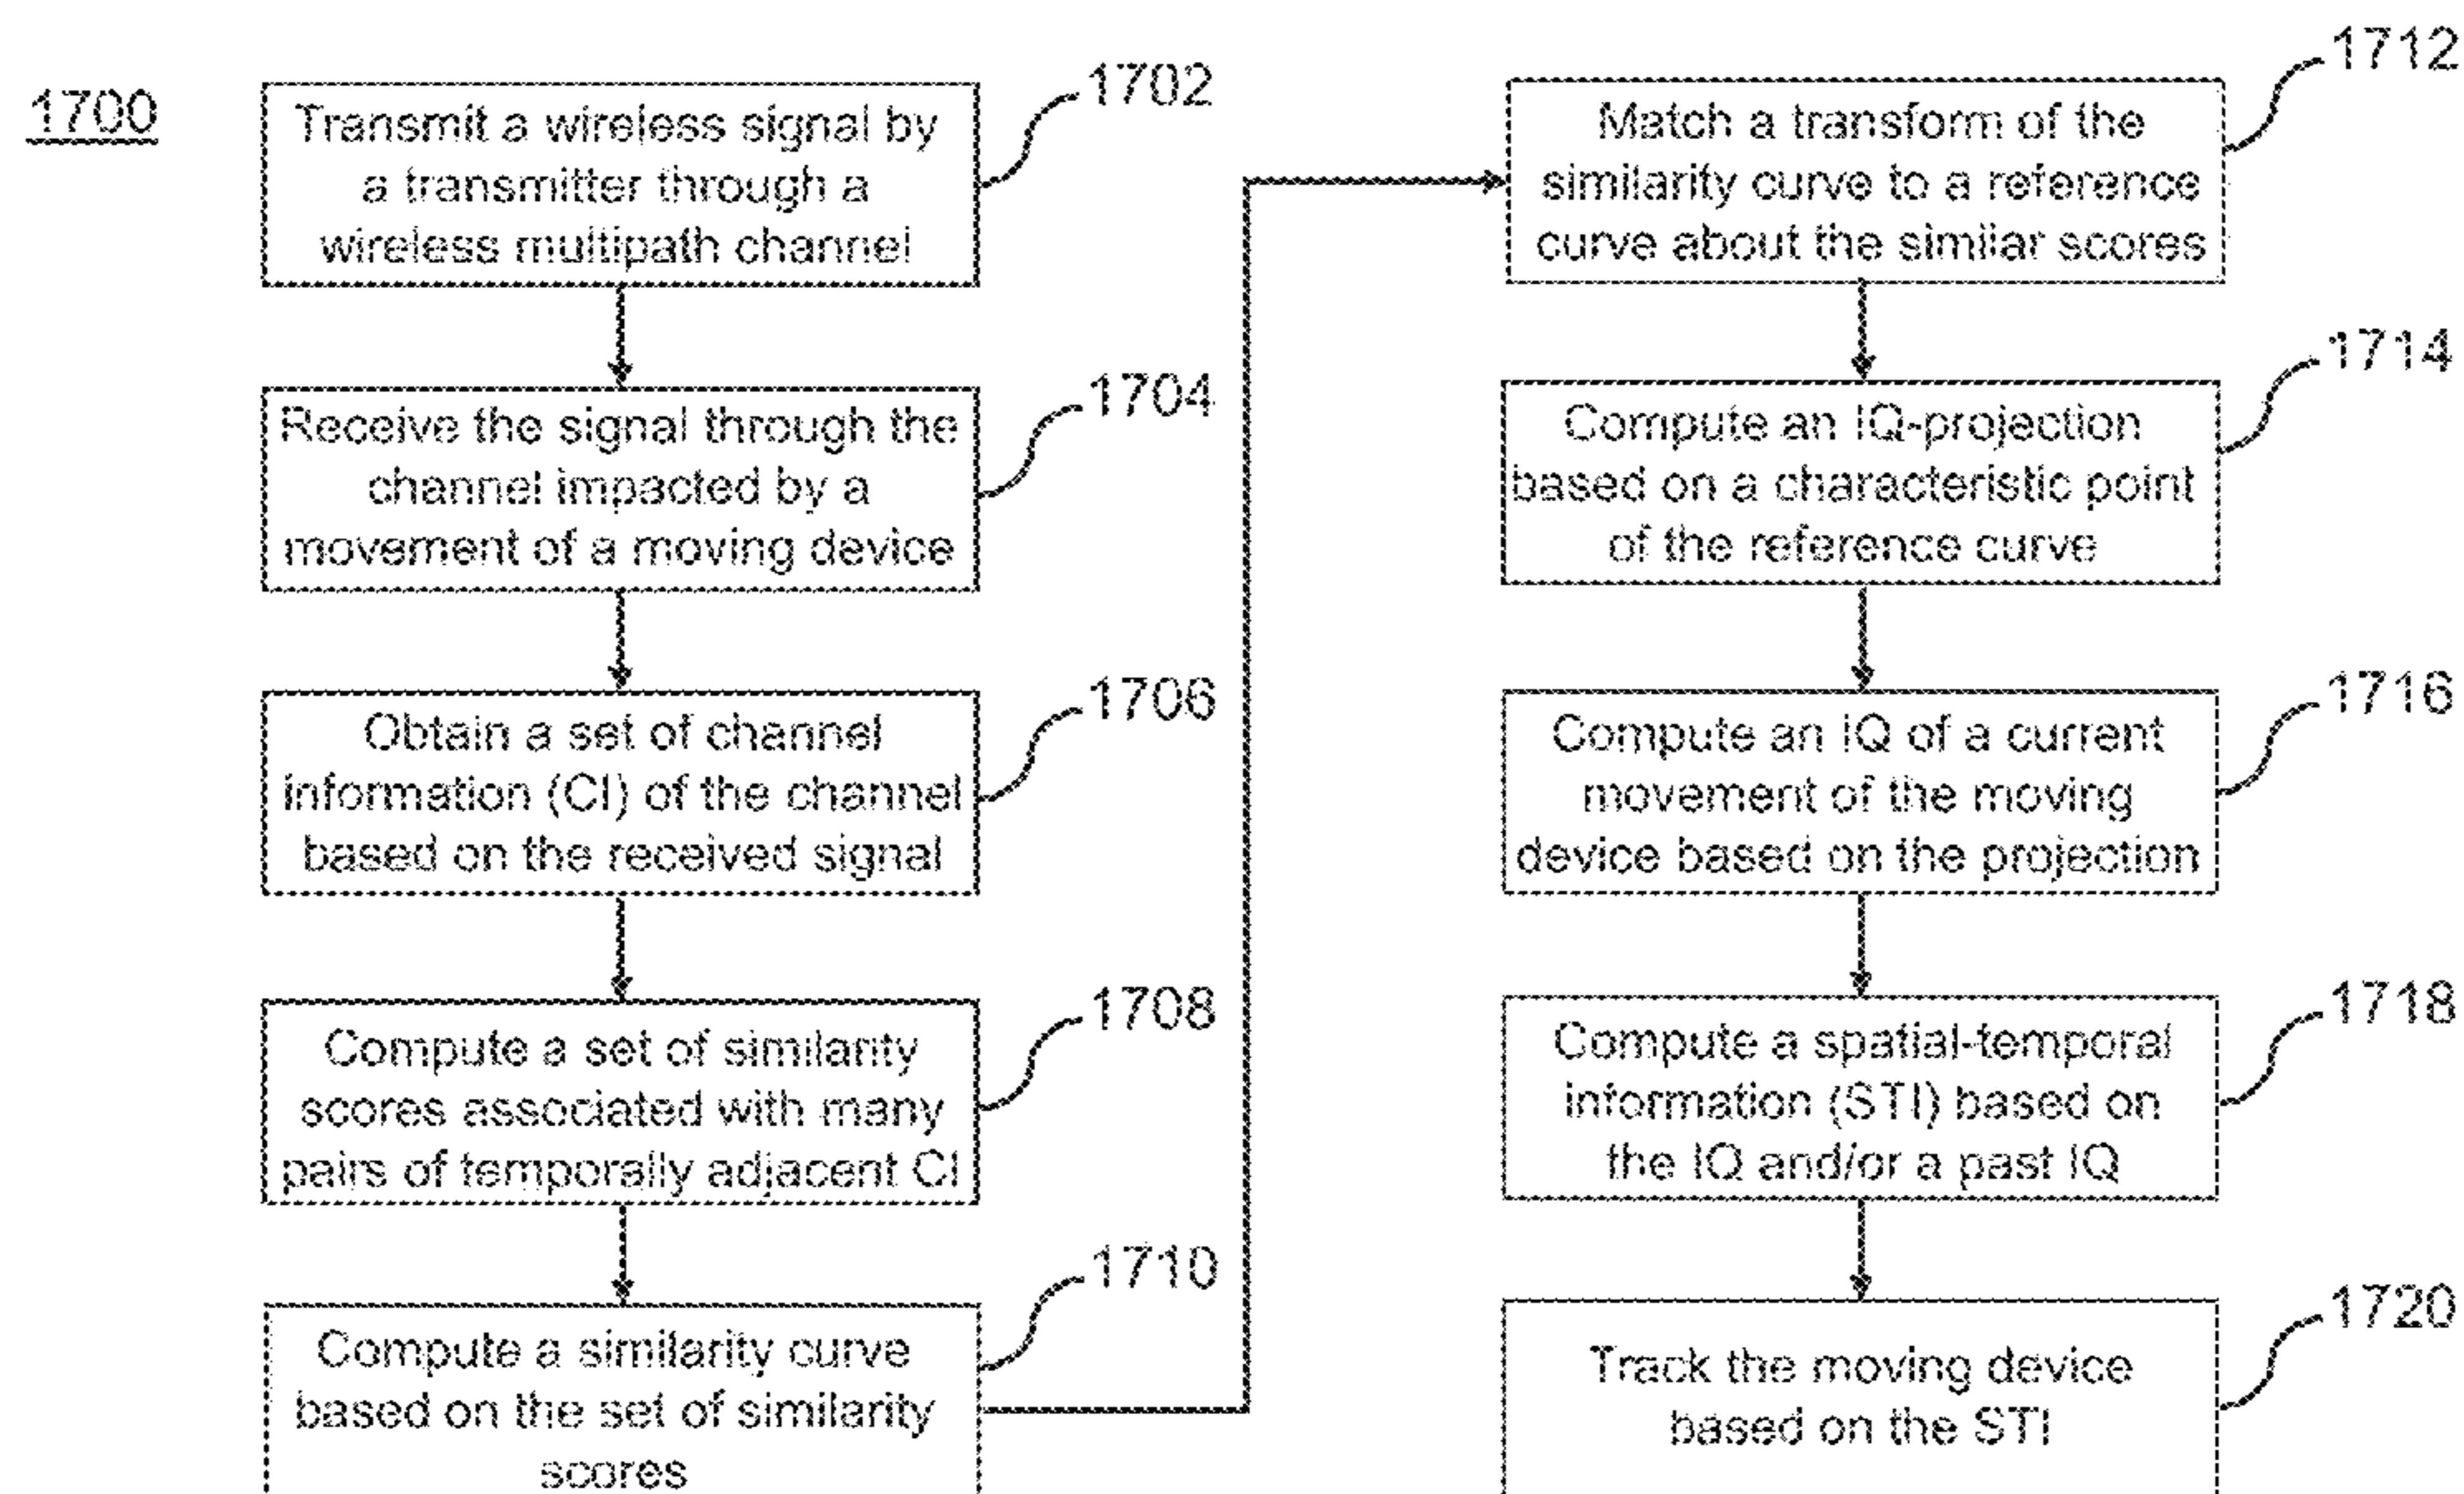 1700
Transmit a wireless signal by
a transmitter through a
wireless multipath channel
1702
Receive the signal through the
channel impacted by a
movement of a moving device
1704
Obtain a set of channel
information (CI) of the channel
based on the received signal
1706
Compute a set of similarity
scores associated with many
pairs of temporally adjacent CI
1708
Compute a similarity curve
based on the set of similarity
scores
1710
Match a transform of the
similarity curve to a reference
curve about the similar scores
1712
Compute an IQ-projection
based on a characteristic point
of the reference curve
1714
Compute an IQ of a current
movement of the moving
device based on the projection
1716
Compute a spatial-temporal
information (STI) based on
the IQ and/or a past IQ
1718
Track the moving device
based on the STI
1720